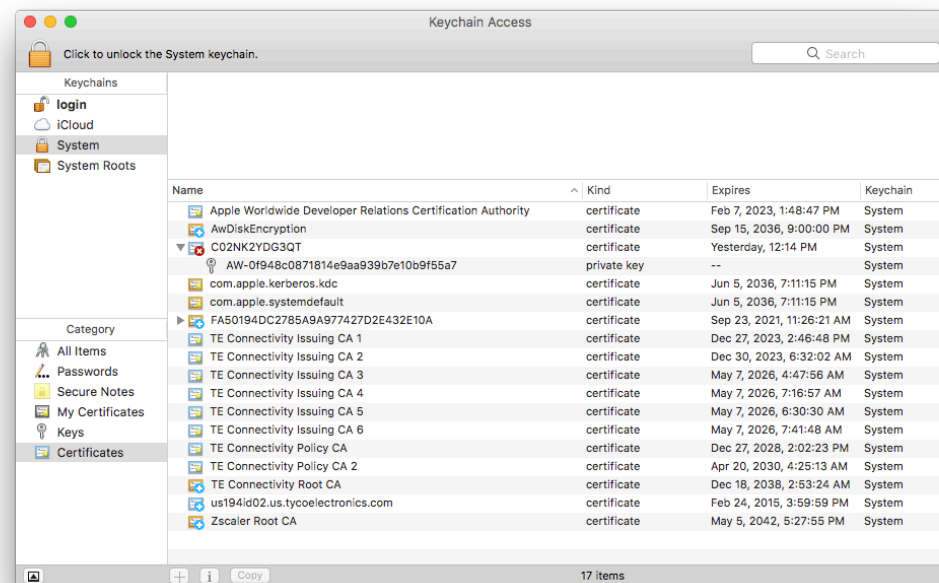 Keychain Access
Click to unlock the System keychain.
Search
Keychains
login
iCloud
System
System Roots
Name Kind Expires Keychain
Apple Worldwide Developer Relations Certification Authority certificate Feb 7, 2023, 1:48:47 PM System
AwDiskEncryption certificate Sep 15, 2036, 9:00:00 PM System
C02NK2YDG3QT certificate Yesterday, 12:14 PM System
AW-0f948c0871814e9aa939b7e10b9f55a7 private key -- System
com.apple.kerberos.kdc certificate Jun 5, 2036, 7:11:15 PM System
com.apple.systemdefault certificate Jun 5, 2036, 7:11:15 PM System
FA50194DC2785A9A977427D2E432E10A certificate Sep 23, 2021, 11:26:21 AM System
TE Connectivity Issuing CA 1 certificate Dec 27, 2023, 2:46:48 PM System
TE Connectivity Issuing CA 2 certificate Dec 30, 2023, 6:32:02 AM System
TE Connectivity Issuing CA 3 certificate May 7, 2026, 4:47:56 AM System
TE Connectivity Issuing CA 4 certificate May 7, 2026, 7:16:57 AM System
TE Connectivity Issuing CA 5 certificate May 7, 2026, 6:30:30 AM System
TE Connectivity Issuing CA 6 certificate May 7, 2026, 7:41:48 AM System
TE Connectivity Policy CA certificate Dec 27, 2028, 2:02:23 PM System
TE Connectivity Policy CA 2 certificate Apr 20, 2030, 4:25:13 AM System
TE Connectivity Root CA certificate Dec 18, 2038, 2:53:24 AM System
us194id02.us.tycoelectronics.com certificate Feb 24, 2015, 3:59:59 PM System
Zscaler Root CA certificate May 5, 2042, 5:27:55 PM System
Category
All Items
Passwords
Secure Notes
My Certificates
Keys
Certificates
Copy
17 items